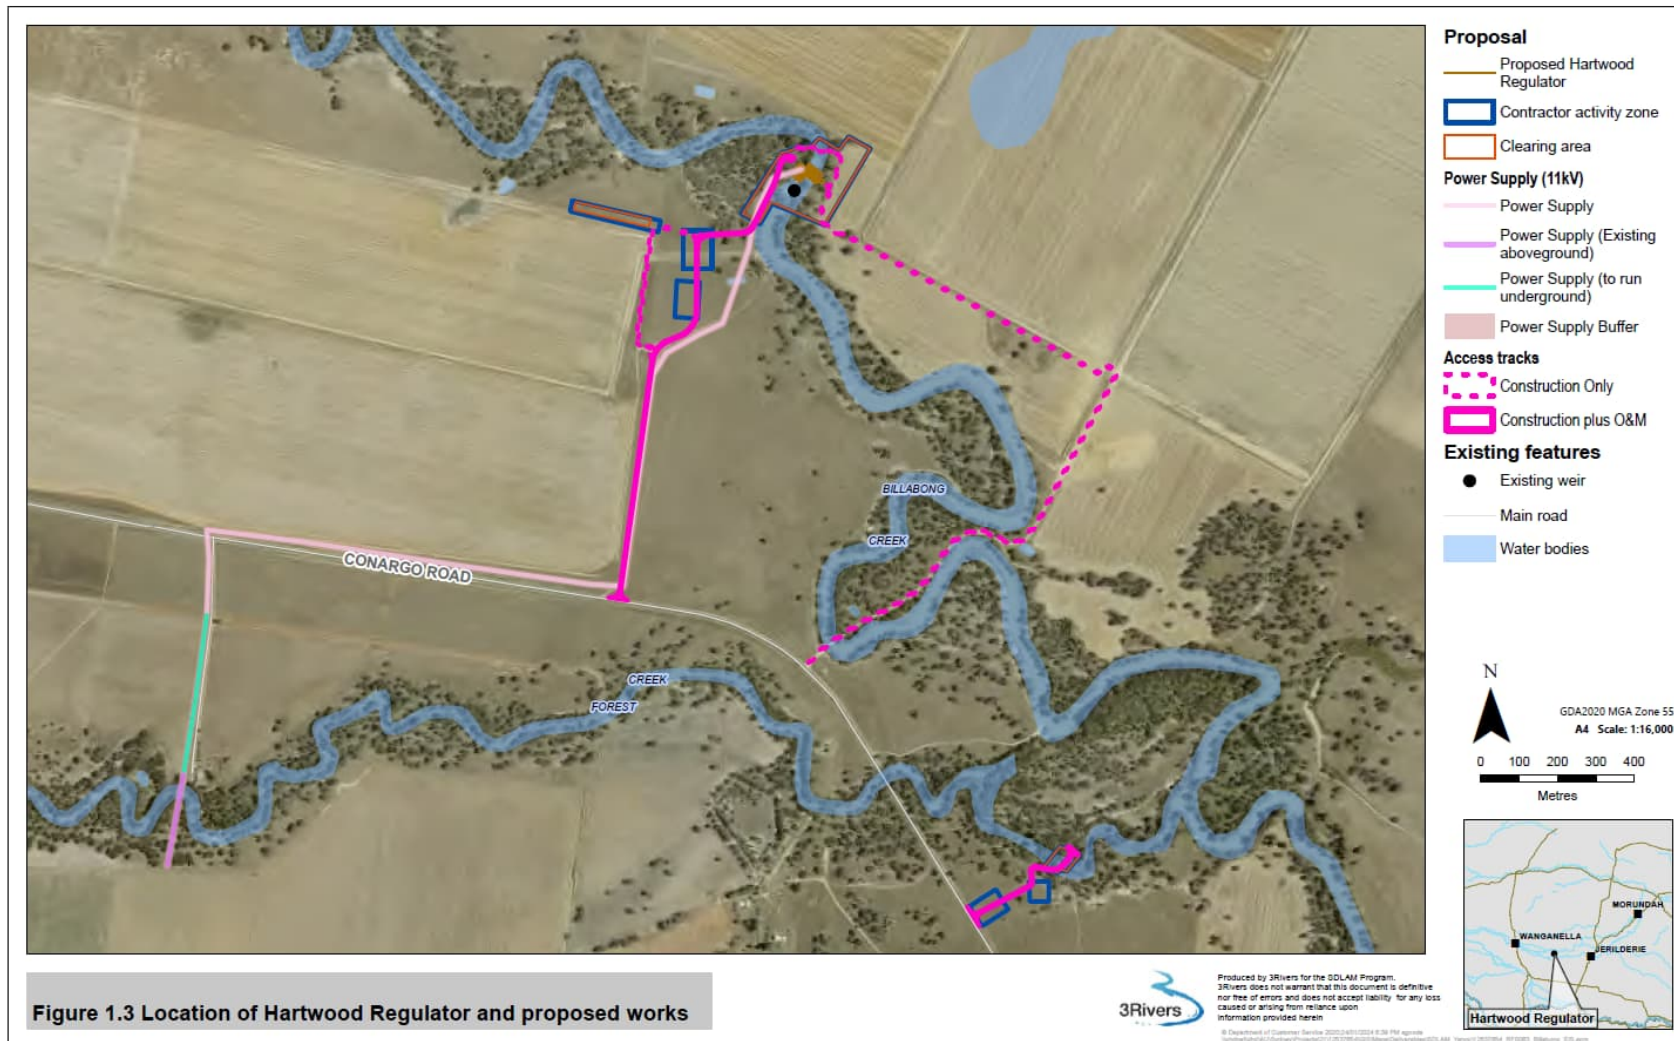 Proposal
Proposed Hartwood
Regulator
Contractor activity zone
Clearing area
Power Supply (11kV)
Power Supply
Power Supply (Existing
aboveground)
Power Supply (to run
underground)
Power Supply Buffer
Access tracks
Construction Only
Construction plus O&M
Existing features
Existing weir
Main road
Water bodies
BILLABONG
CREEK
CONARGO ROAD
CREEK
FOREST
N
GDA2020 MGA Zone 55
A4 Scale: 1:16,000
0 100 200 300 400
Metres
MORUNDAH
WANGANELLA
JERILDERIE
Hartwood Regulator
Figure 1.3 Location of Hartwood Regulator and proposed works
3Rivers
Produced by 3Rivers for the SDLAM Program.
3Rivers does not warrant that this document is definitive
nor free of errors and does not accept liability for any loss
caused or arising from reliance upon
information provided herein
© Department of Customer Service 2020